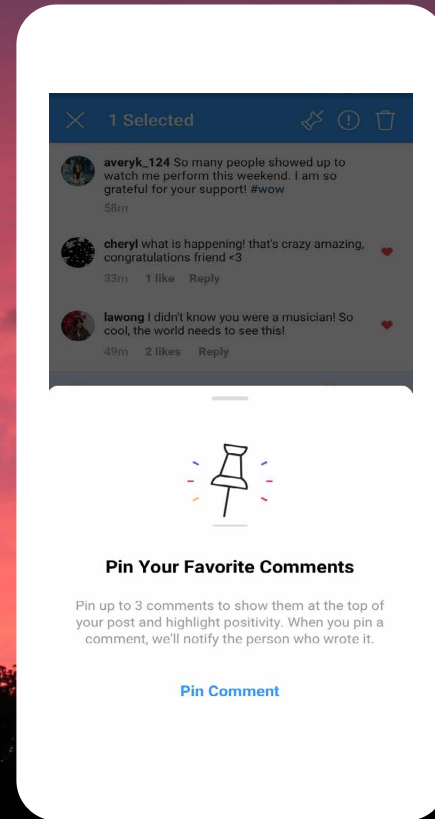 1 Selected
averyk_124 So many people showed up to
watch me perform this weekend. I am so
grateful for your support! #wow
58m
cheryl what is happening! that's crazy amazing,
congratulations friend <3
33m 1 like Reply
lawong I didn't know you were a musician! So
cool, the world needs to see this!
49m 2 likes Reply
Pin Your Favorite Comments
Pin up to 3 comments to show them at the top of
your post and highlight positivity. When you pin a
comment, we'll notify the person who wrote it.
Pin Comment